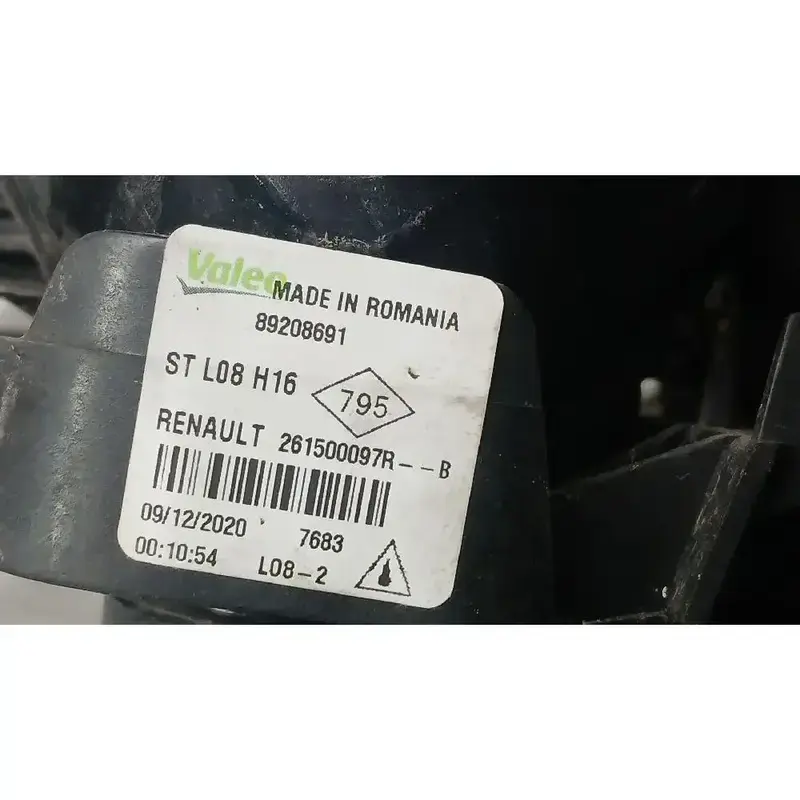 Valeo
MADE IN ROMANIA
89208691
ST L08 H16
795
RENAULT 261500097R--B
09/12/2020 7683
00:10:54 L08-2